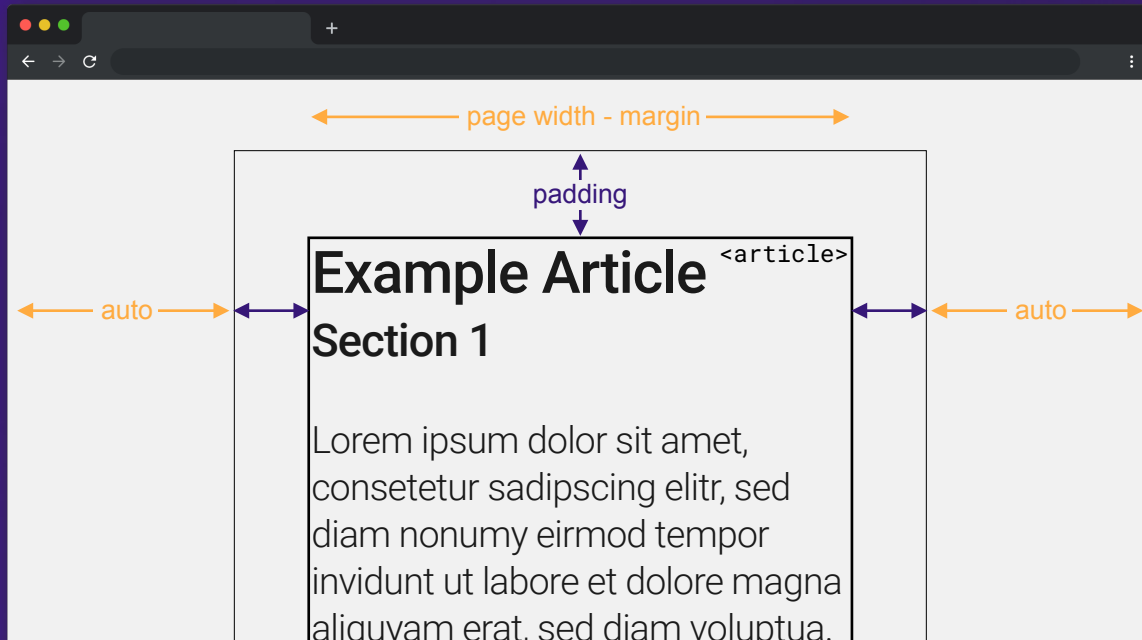 page width - margin
padding
<article>
Example Article
auto
auto
Section 1
Lorem ipsum dolor sit amet,
consetetur sadipscing elitr, sed
diam nonumy eirmod tempor
invidunt ut labore et dolore magna
aliquyam erat, sed diam voluptua.